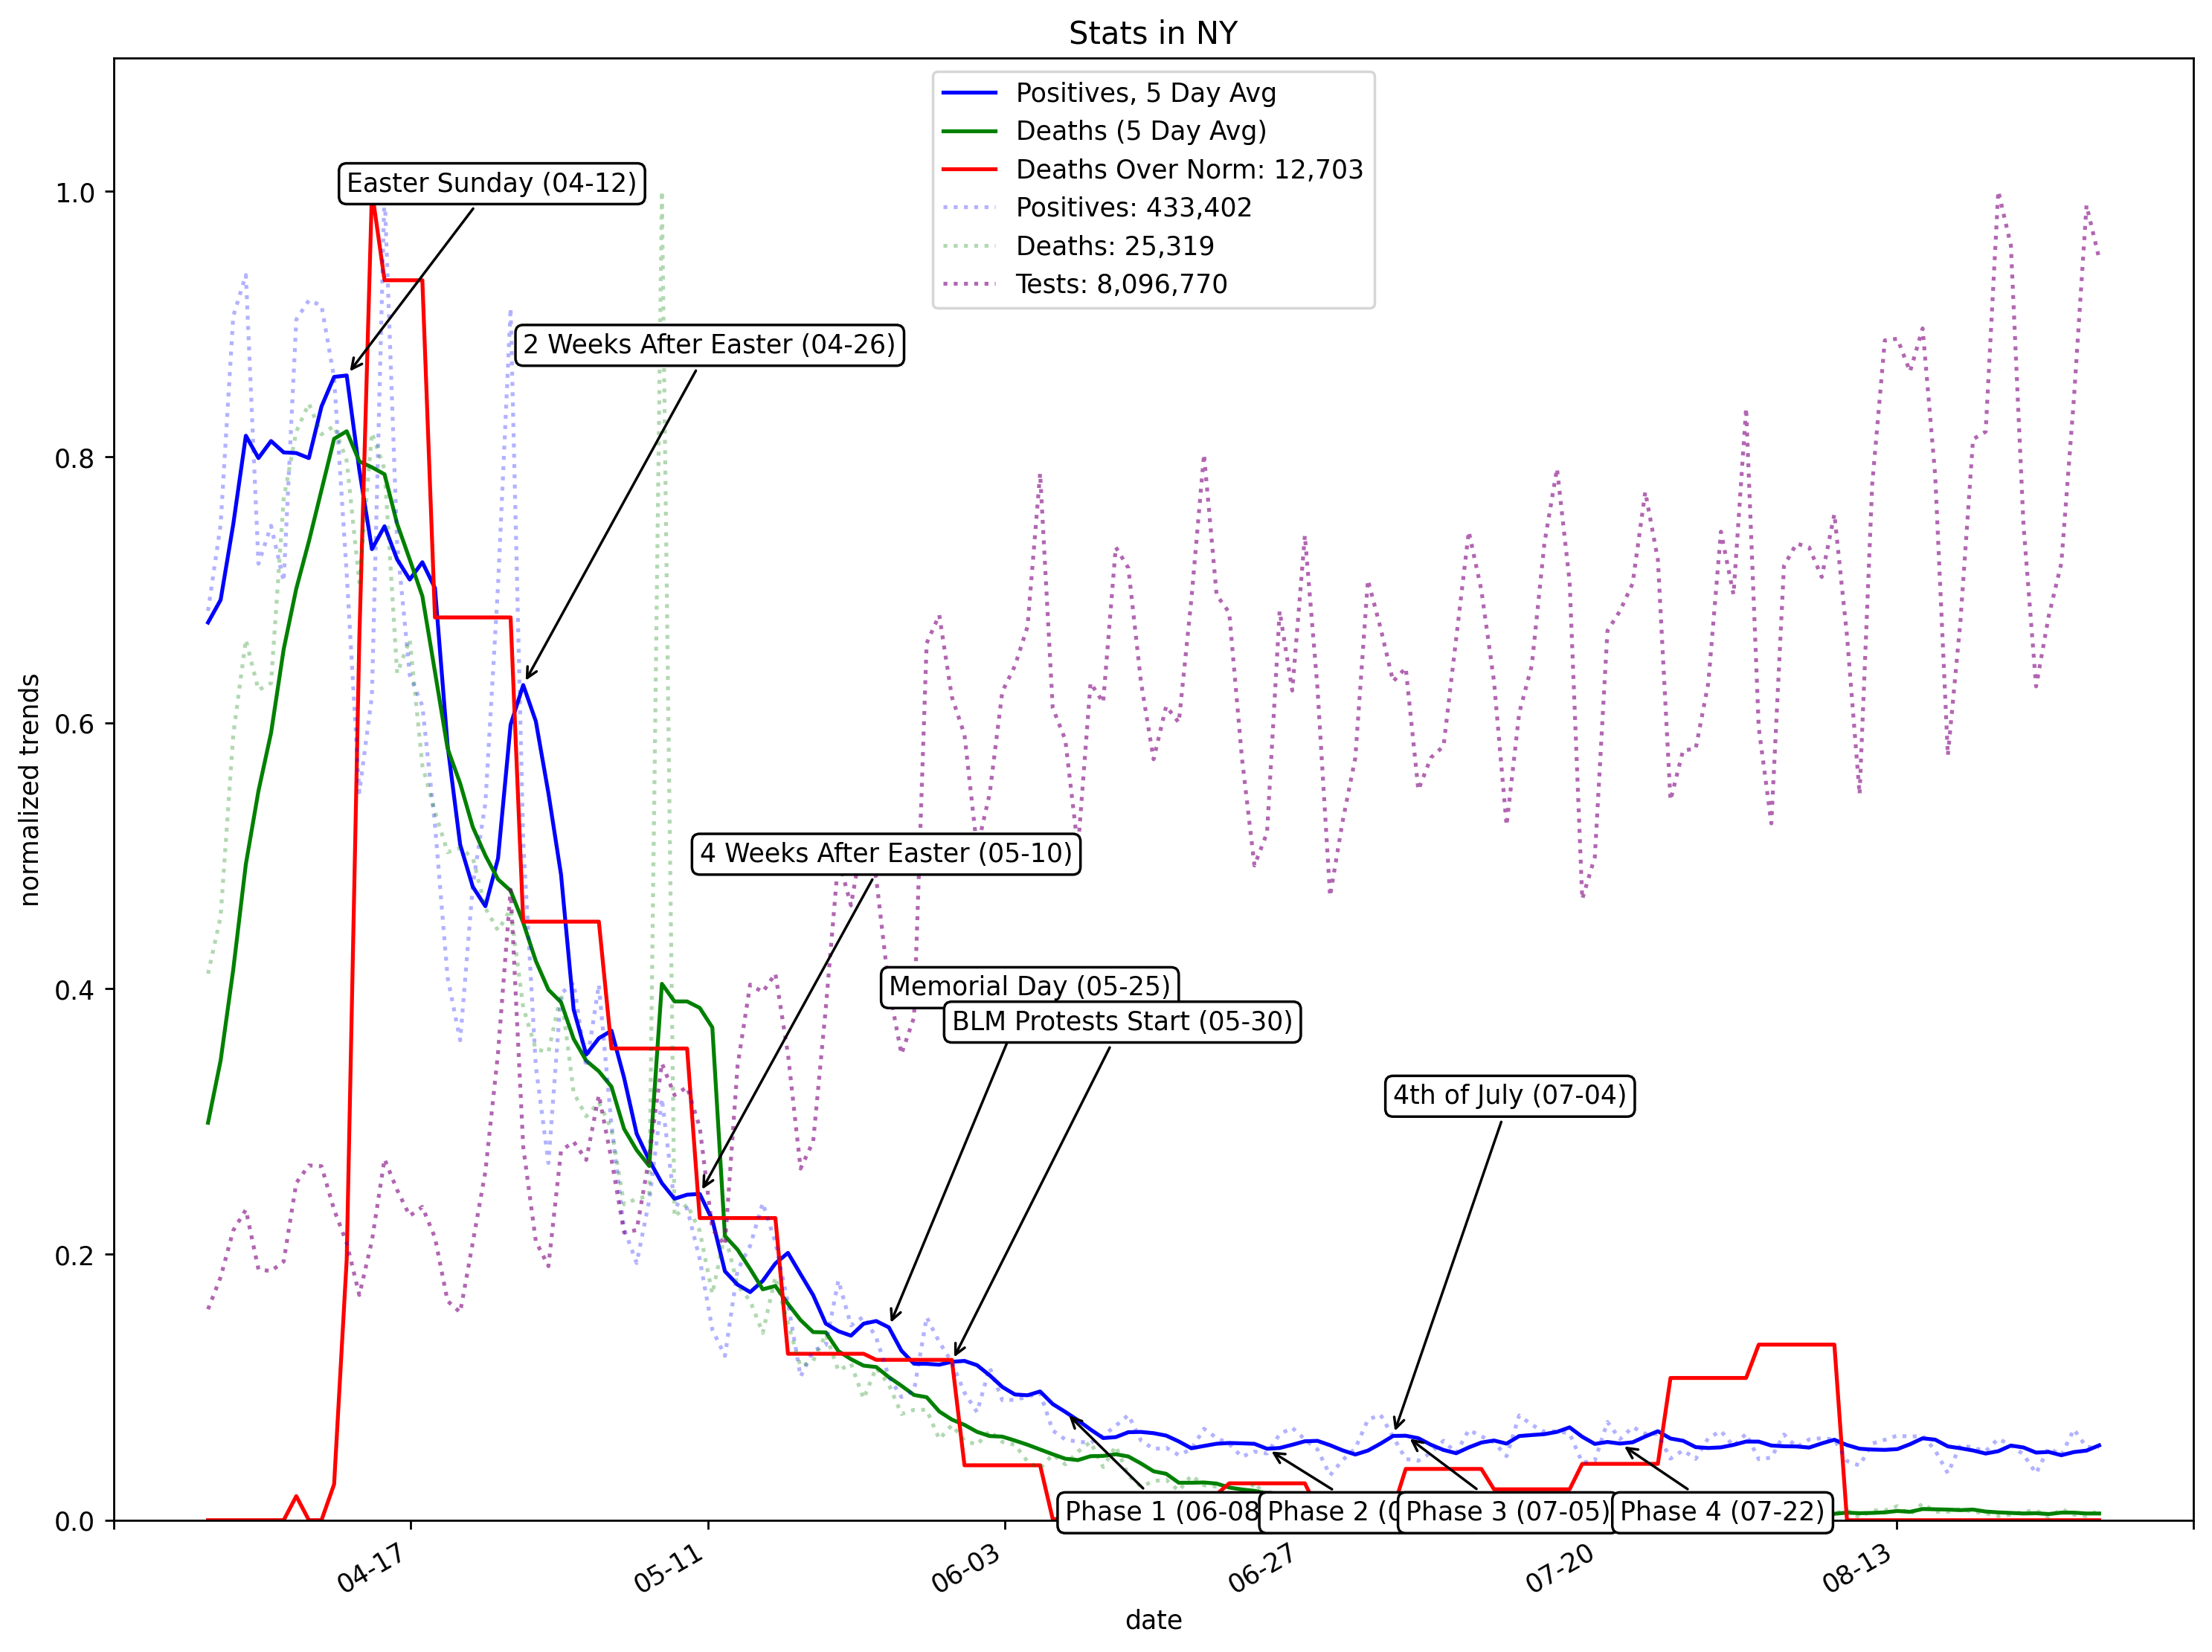 Stats in NY
Positives, 5 Day Avg
Deaths (5 Day Avg)
Deaths Over Norm: 12,703
Positives: 433,402
Deaths: 25,319
Tests: 8,096,770
Easter Sunday (04-12)
2 Weeks After Easter (04-26)
4 Weeks After Easter (05-10)
Memorial Day (05-25)
BLM Protests Start (05-30)
4th of July (07-04)
Phase 1 (06-08
Phase 2 (0
Phase 3 (07-05)
Phase 4 (07-22)
normalized trends
1.0
0.8
0.6
0.4
0.2
0.0
04-17
05-11
06-03
06-27
07-20
08-13
date